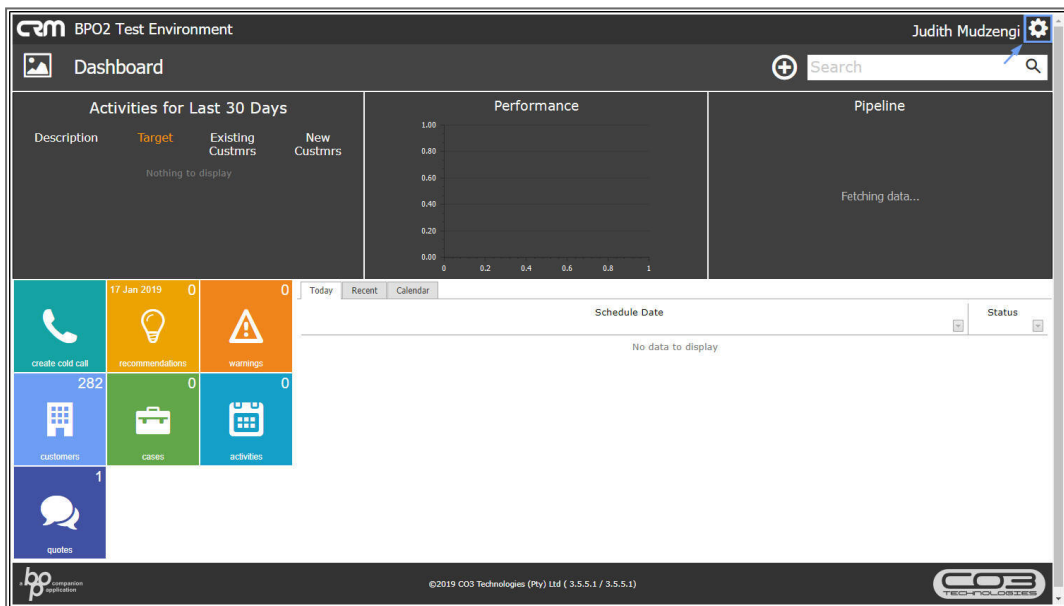 CRM BPO2 Test Environment
Judith Mudzengi
Dashboard
Search
Activities for Last 30 Days
Description Target Existing Custmrs New Custmrs
Nothing to display
Performance
1.00
0.80
0.60
0.40
0.20
0.00
0 0.2 0.4 0.6 0.8 1
Pipeline
Fetching data...
create cold call
17 Jan 2019 0
recommendations
0
warnings
282
customers
0
cases
0
activities
1
quotes
Today Recent Calendar
Schedule Date Status
No data to display
a bp companion application
©2019 CO3 Technologies (Pty) Ltd ( 3.5.5.1 / 3.5.5.1)
CO3
TECHNOLOGIES